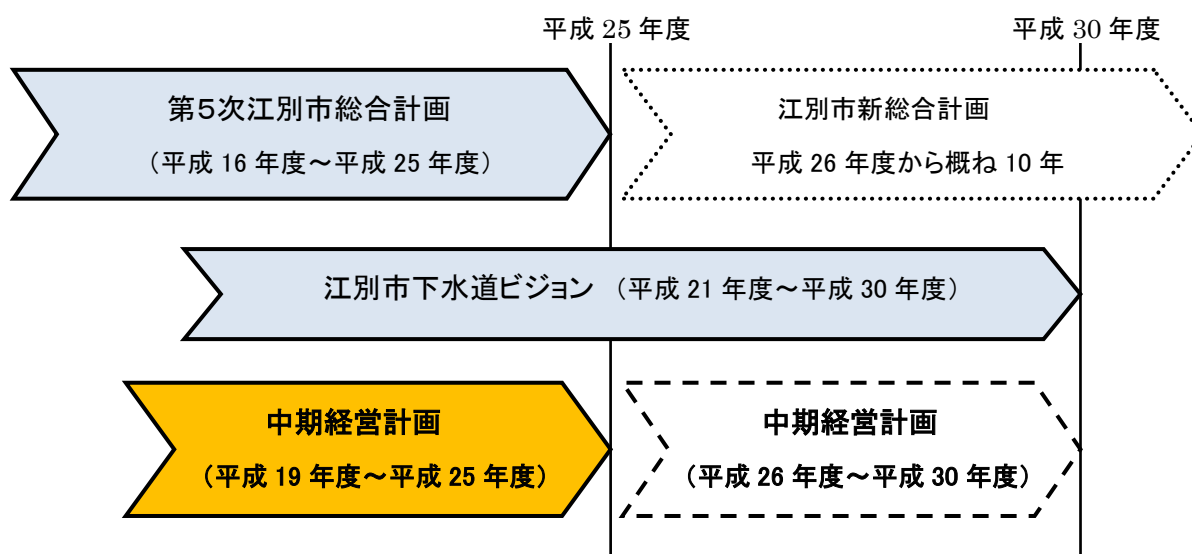 平成 25 年度
平成 30 年度
第5次江別市総合計画
（平成 16 年度～平成 25 年度）
江別市新総合計画
平成 26 年度から概ね 10 年
江別市下水道ビジョン （平成 21 年度～平成 30 年度）
中期経営計画
（平成 19 年度～平成 25 年度）
中期経営計画
（平成 26 年度～平成 30 年度）